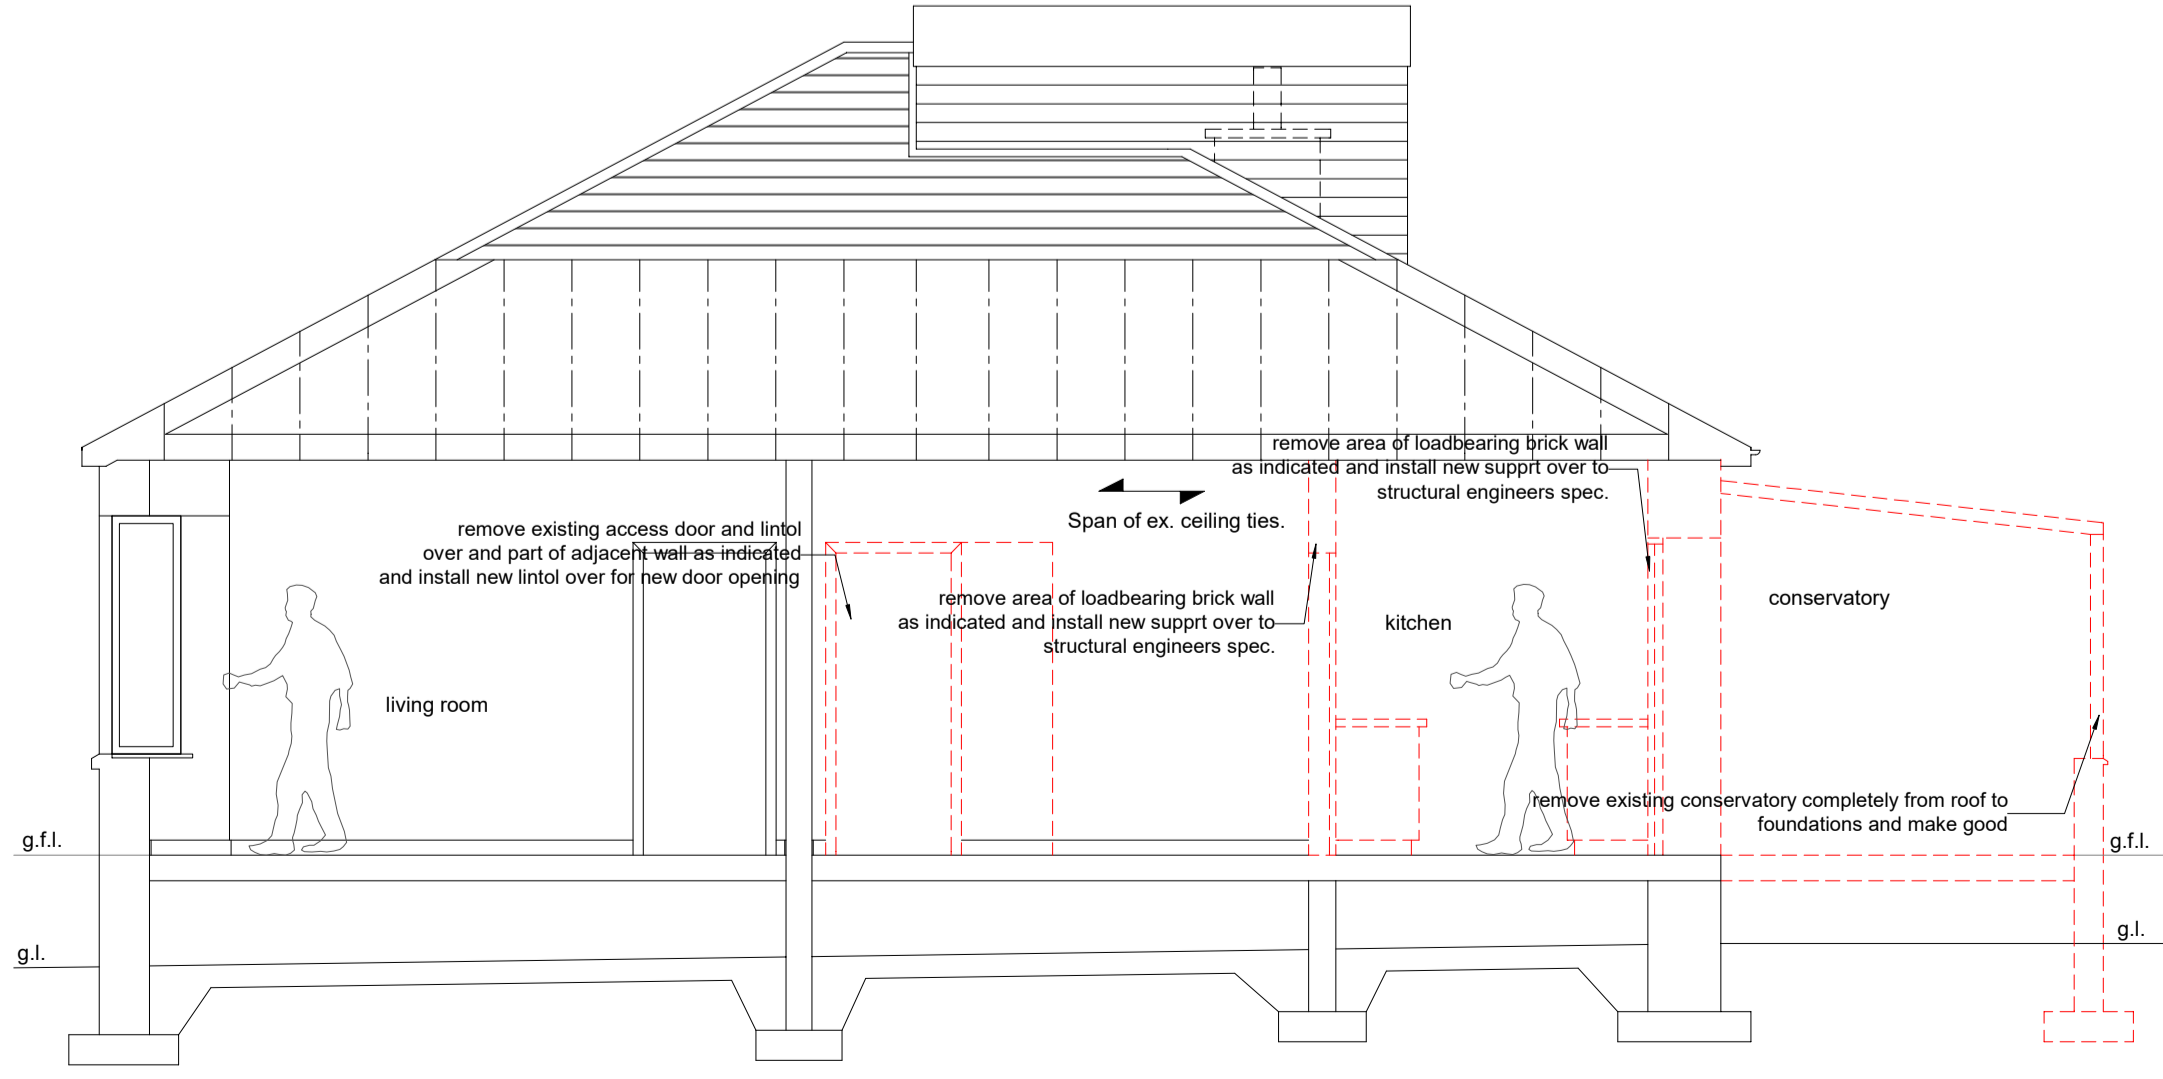 remove area of loadbearing brick wall
as indicated and install new supprt over to
structural engineers spec.
Span of ex. ceiling ties.
remove existing access door and lintol
over and part of adjacent wall as indicated
and install new lintol over for new door opening
remove area of loadbearing brick wall
as indicated and install new supprt over to
structural engineers spec.
kitchen
conservatory
living room
remove existing conservatory completely from roof to
foundations and make good
g.f.l.
g.f.l.
g.l.
g.l.